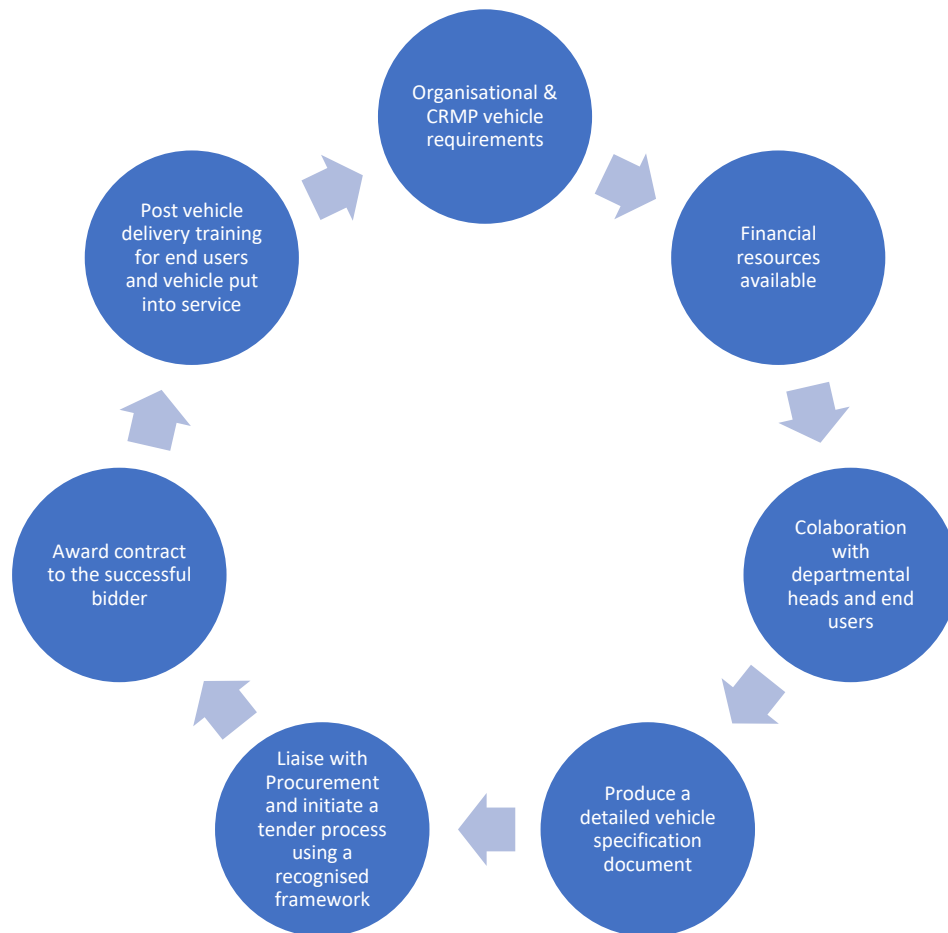 Organisational &
CRMP vehicle
requirements
Financial
resources
available
Colaboration
with
departmental
heads and end
users
Produce a
detailed vehicle
specification
document
Liaise with
Procurement
and initiate a
tender process
using a
recognised
framework
Award contract
to the successful
bidder
Post vehicle
delivery training
for end users
and vehicle put
into service